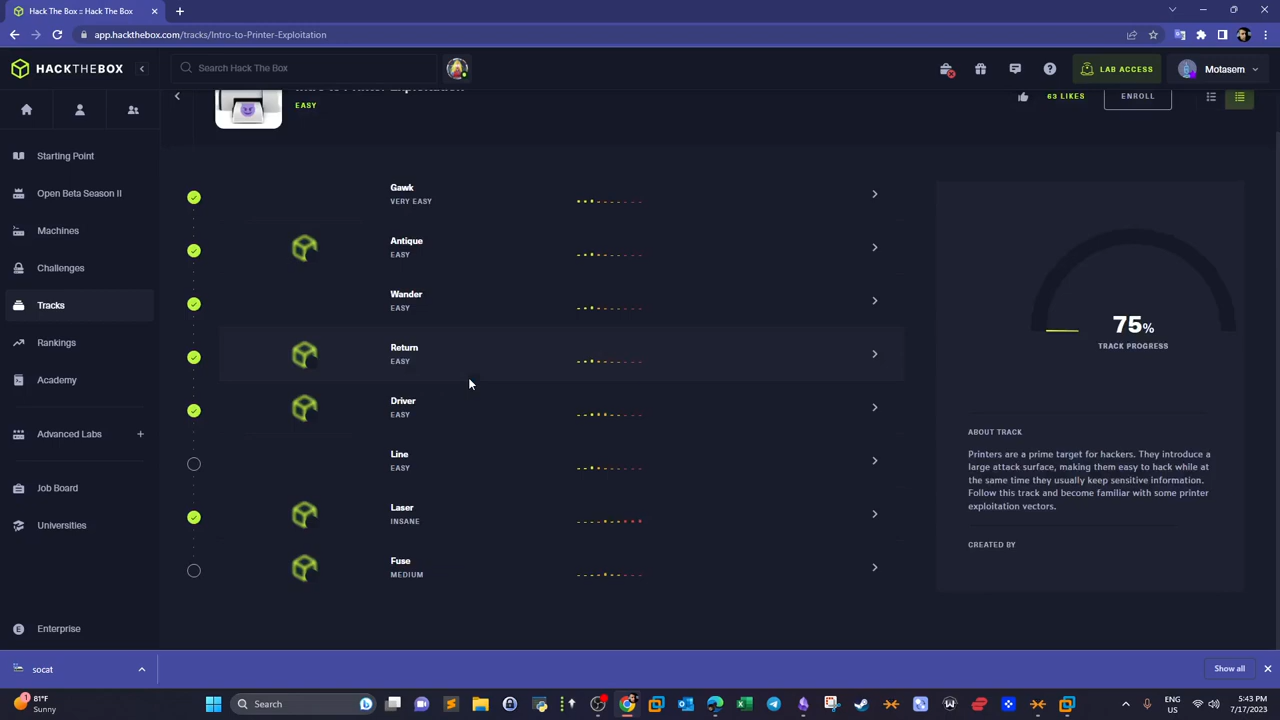 Hack The Box :: Hack The Box
app.hackthebox.com/tracks/Intro-to-Printer-Exploitation
HACKTHEBOX
Search Hack The Box
LAB ACCESS
Motasem
EASY
63 LIKES
ENROLL
Starting Point
Open Beta Season II
Machines
Challenges
Tracks
Rankings
Academy
Advanced Labs
Job Board
Universities
Enterprise
Gawk
VERY EASY
Antique
EASY
Wander
EASY
Return
EASY
Driver
EASY
Line
EASY
Laser
INSANE
Fuse
MEDIUM
75%
TRACK PROGRESS
ABOUT TRACK
Printers are a prime target for hackers. They introduce a
large attack surface, making them easy to hack while at
the same time they usually keep sensitive information.
Follow this track and become familiar with some printer
exploitation vectors.
CREATED BY
socat
Show all
81°F
Sunny
Search
ENG
US
5:43 PM
7/17/2023